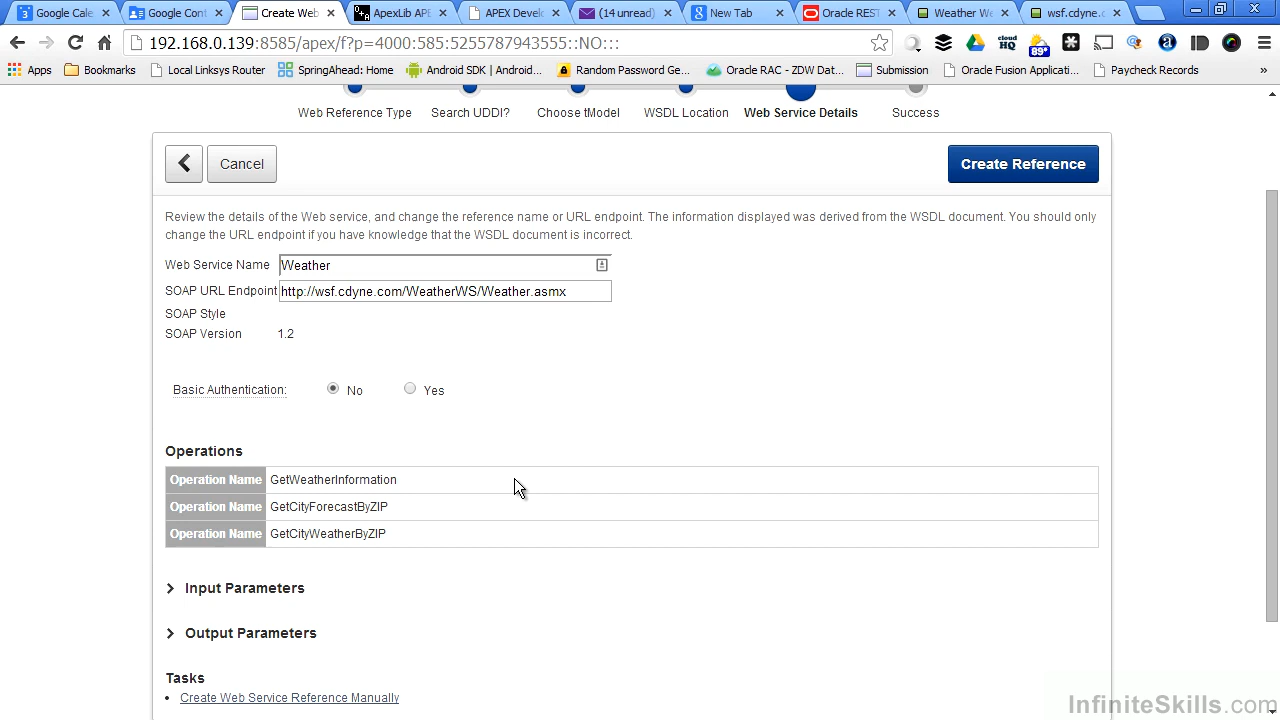 Google Cale
Google Cont
Create Web
ApexLib APE
APEX Devel
(14 unread)
New Tab
Oracle REST
Weather We
wsf.cdyne.c
192.168.0.139:8585/apex/f?p=4000:585:5255787943555::NO:::
89°
Apps
Bookmarks
Local Linksys Router
SpringAhead: Home
Android SDK | Android...
Random Password Ge...
Oracle RAC - ZDW Dat...
Submission
Oracle Fusion Applicati...
Paycheck Records
»
Web Reference Type
Search UDDI?
Choose tModel
WSDL Location
Web Service Details
Success
Cancel
Create Reference
Review the details of the Web service, and change the reference name or URL endpoint. The information displayed was derived from the WSDL document. You should only
change the URL endpoint if you have knowledge that the WSDL document is incorrect.
Web Service Name Weather
SOAP URL Endpoint http://wsf.cdyne.com/WeatherWS/Weather.asmx
SOAP Style
SOAP Version 1.2
Basic Authentication: No Yes
Operations
Operation Name GetWeatherInformation
Operation Name GetCityForecastByZIP
Operation Name GetCityWeatherByZIP
Input Parameters
Output Parameters
Tasks
• Create Web Service Reference Manually
InfiniteSkills.com